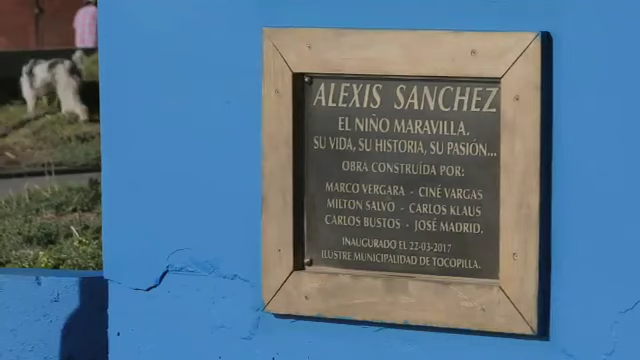 ALEXIS SANCHEZ
EL NIÑO MARAVILLA.
SU VIDA, SU HISTORIA, SU PASIÓN...
OBRA CONSTRUÍDA POR:
MARCO VERGARA - CINÉ VARGAS
MILTON SALVO - CARLOS KLAUS
CARLOS BUSTOS - JOSÉ MADRID.
INAUGURADO EL 22-03-2017
ILUSTRE MUNICIPALIDAD DE TOCOPILLA.